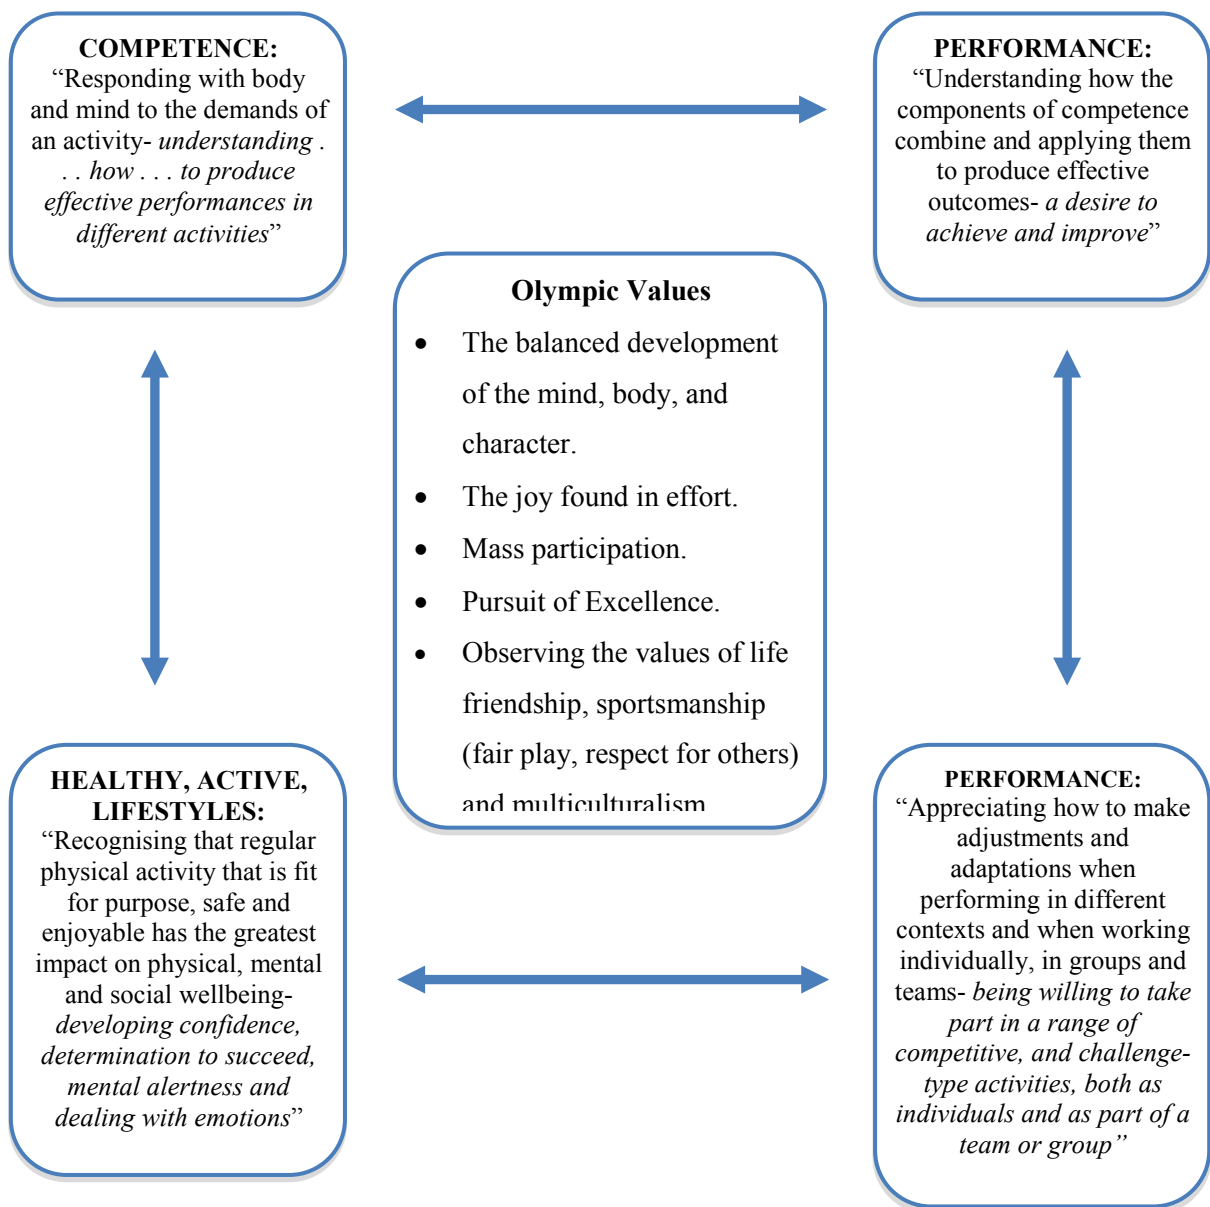 COMPETENCE:
“Responding with body
and mind to the demands of
an activity- understanding .
. . how . . . to produce
effective performances in
different activities”
PERFORMANCE:
“Understanding how the
components of competence
combine and applying them
to produce effective
outcomes- a desire to
achieve and improve”
Olympic Values
• The balanced development
of the mind, body, and
character.
• The joy found in effort.
• Mass participation.
• Pursuit of Excellence.
• Observing the values of life
friendship, sportsmanship
(fair play, respect for others)
and multiculturalism
HEALTHY, ACTIVE,
LIFESTYLES:
“Recognising that regular
physical activity that is fit
for purpose, safe and
enjoyable has the greatest
impact on physical, mental
and social wellbeing-
developing confidence,
determination to succeed,
mental alertness and
dealing with emotions”
PERFORMANCE:
“Appreciating how to make
adjustments and
adaptations when
performing in different
contexts and when working
individually, in groups and
teams- being willing to take
part in a range of
competitive, and challenge-
type activities, both as
individuals and as part of a
team or group”